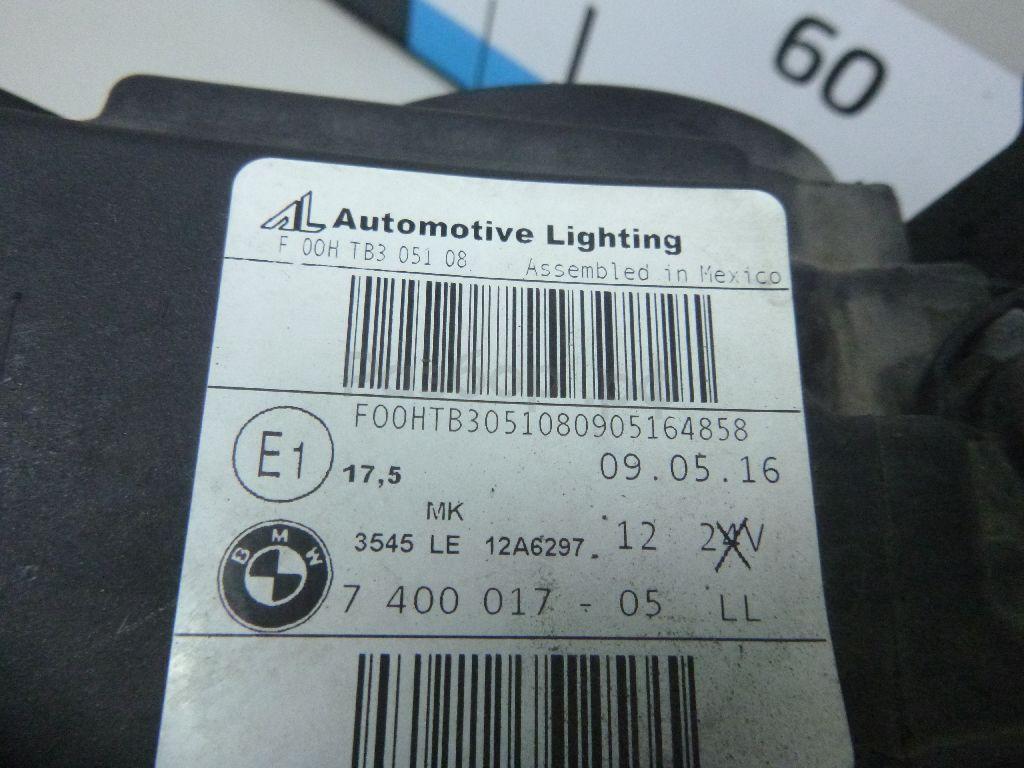 60
AL Automotive Lighting
F 00H TB3 051 08 Assembled in Mexico
F00HTB3051080905164858
E1 17,5 09.05.16
MK
3545 LE 12A6297 12 24V
BMW
7 400 017 - 05 LL